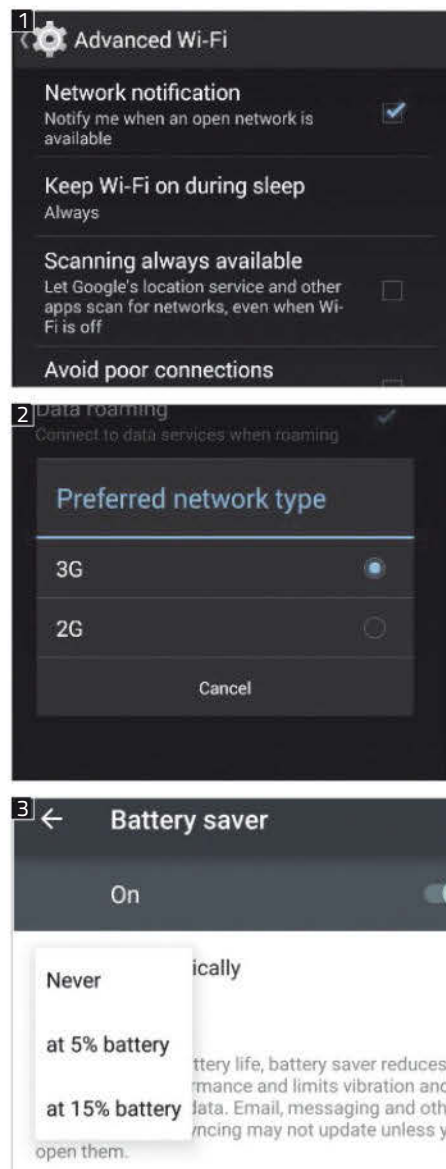 1
Advanced Wi-Fi
Network notification
Notify me when an open network is
available
Keep Wi-Fi on during sleep
Always
Scanning always available
Let Google's location service and other
apps scan for networks, even when Wi-
Fi is off
Avoid poor connections
2
Data roaming
Connect to data services when roaming
Preferred network type
3G
2G
Cancel
3
Battery saver
On
Never
ically
at 5% battery
ttery life, battery saver reduces
rmance and limits vibration and
at 15% battery
data. Email, messaging and oth
yncing may not update unless y
open them.